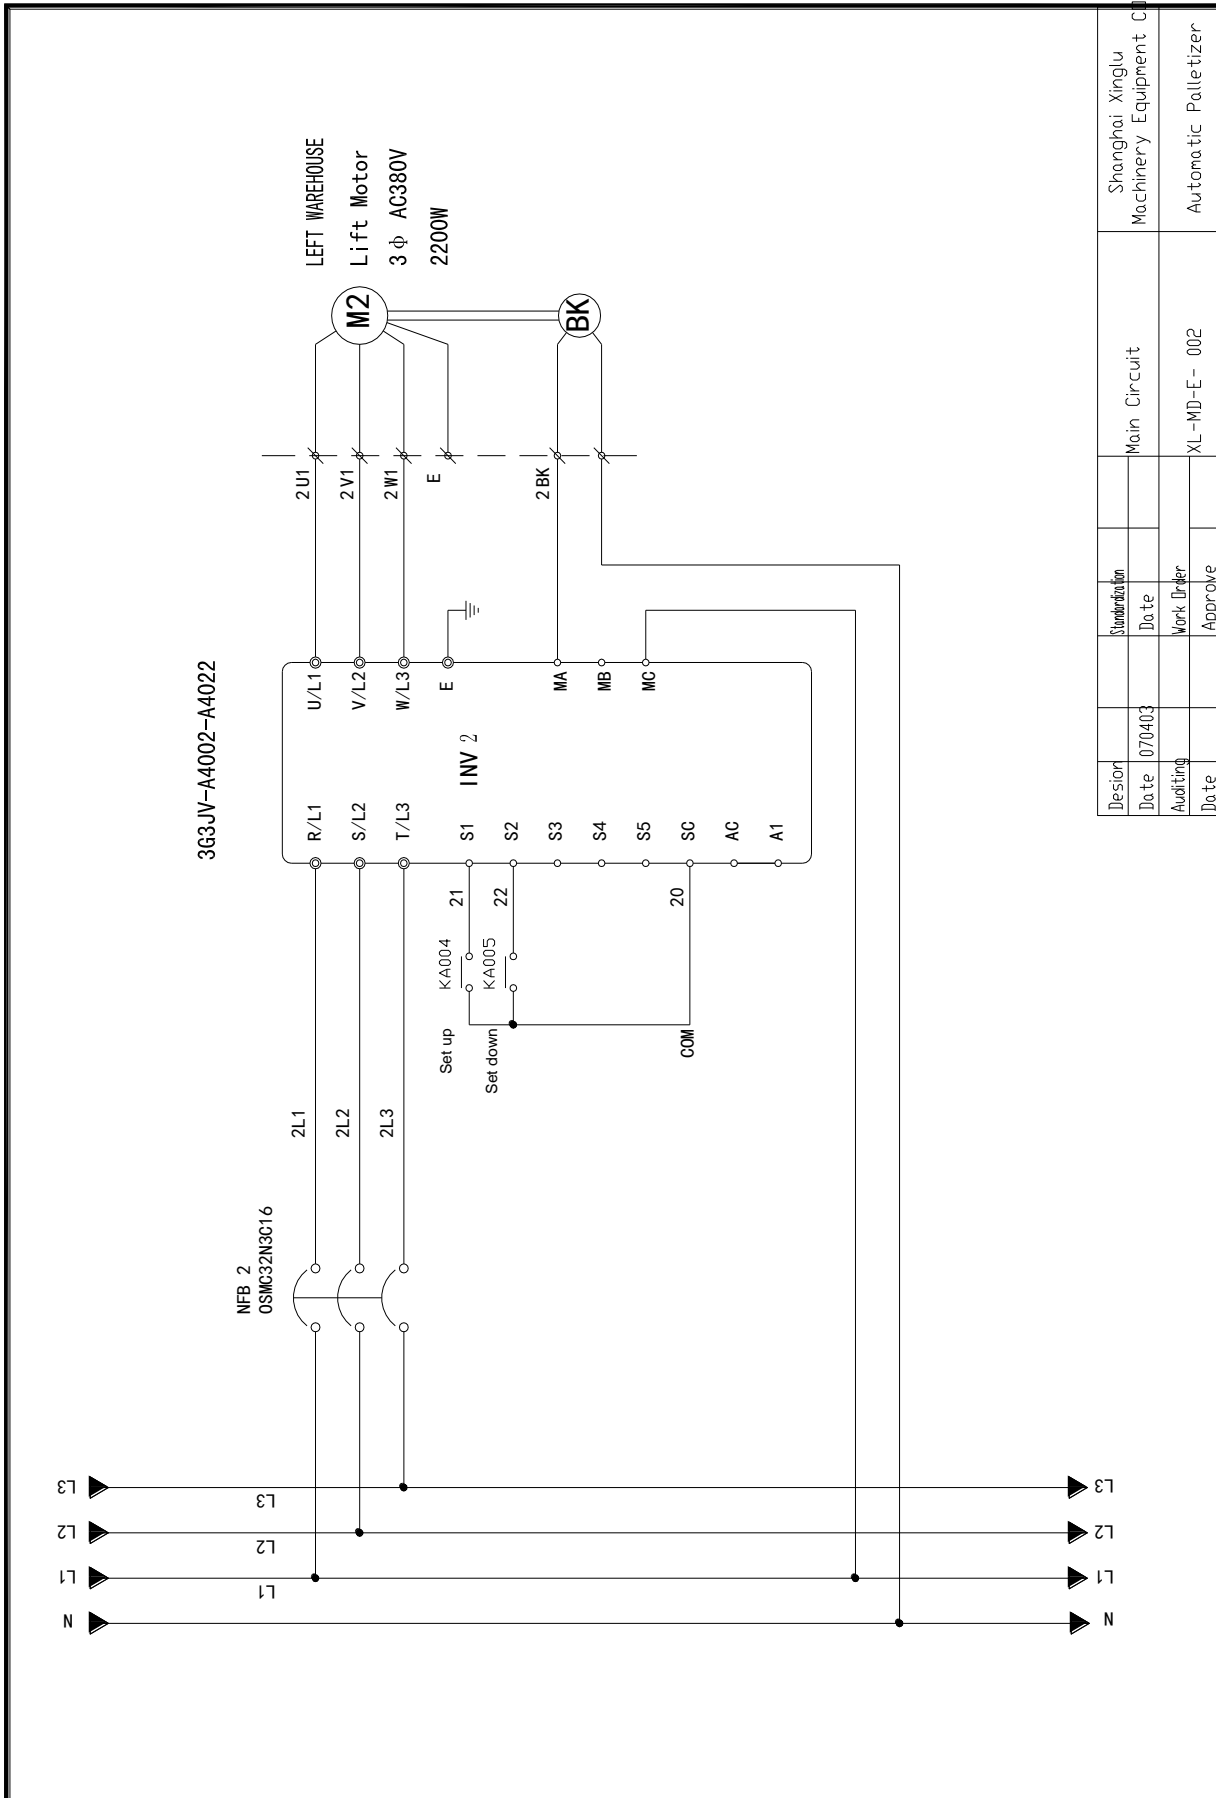 LEFT WAREHOUSE
Lift Motor
3φ AC380V
2200W
M2
BK
2U1
2V1
2W1
E
2BK
3G3JV-A4002-A4022
U/L1
V/L2
W/L3
E
MA
MB
MC
INV 2
R/L1
S/L2
T/L3
S1
S2
S3
S4
S5
SC
AC
A1
21
22
20
KA004
KA005
Set up
Set down
COM
2L1
2L2
2L3
NFB 2
OSMC32N3C16
L3
L2
L1
N
L3
L2
L1
L3
L2
L1
N
Shanghai Xinglu
Machinery Equipment CO
Automatic Palletizer
Main Circuit
XL-MD-E- 002
Standardization
Date
Work Order
Approve
Design
Date 070403
Auditing
Date